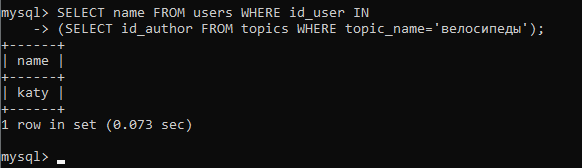 mysql> SELECT name FROM users WHERE id_user IN
    -> (SELECT id_author FROM topics WHERE topic_name='велосипеды');
+------+
| name |
+------+
| katy |
+------+
1 row in set (0.073 sec)
mysql>